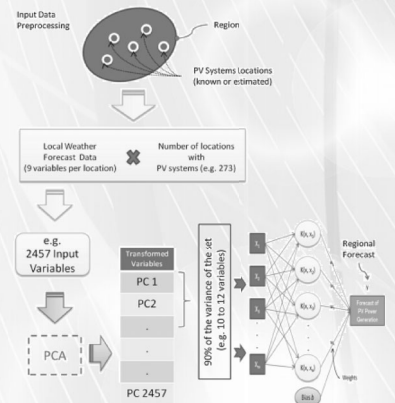 Input Data
Preprocessing
Region
PV Systems Locations
(known or estimated)
Local Weather
Forecast Data
(9 variables per location)
Number of locations
with
PV systems (e.g. 273)
e.g.
2457 Input
Variables
PCA
Transformed
Variables
PC 1
PC2
.
.
.
PC 2457
90% of the variance of the set
(e.g. 10 to 12 variables)
Regional
Forecast
Forecast of
PV Power
Generation
Weight
Bias b